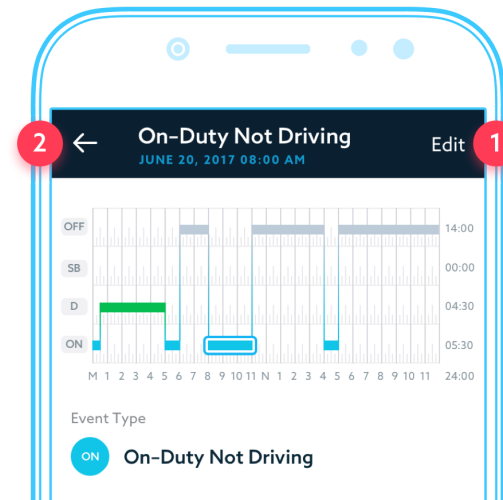 On-Duty Not Driving
2
Edit
1
JUNE 20, 2017 08:00 AM
OFF
14:00
SB
00:00
D
04:30
ON
05:30
M 1 2 3 4 5 6 7 8 9 10 11 N 1 2 3 4 5 6 7 8 9 10 11 24:00
Event Type
ON On-Duty Not Driving